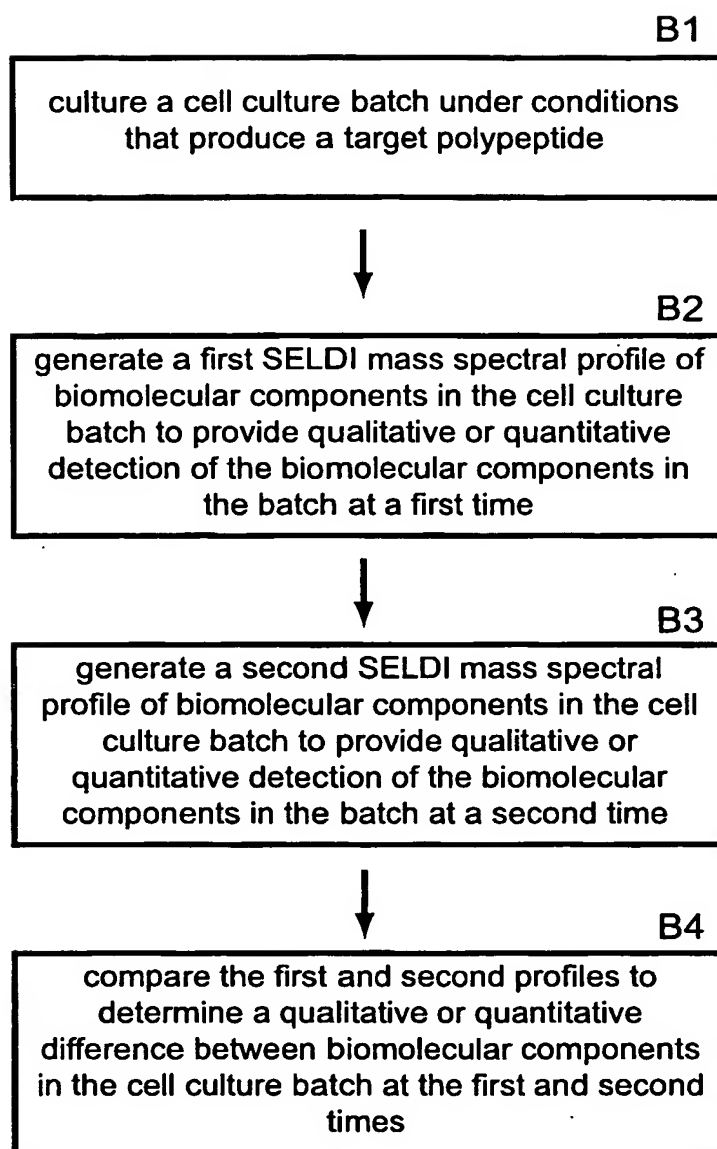 B1
culture a cell culture batch under conditions
that produce a target polypeptide
B2
generate a first SELDI mass spectral profile of
biomolecular components in the cell culture
batch to provide qualitative or quantitative
detection of the biomolecular components in
the batch at a first time
B3
generate a second SELDI mass spectral
profile of biomolecular components in the cell
culture batch to provide qualitative or
quantitative detection of the biomolecular
components in the batch at a second time
B4
compare the first and second profiles to
determine a qualitative or quantitative
difference between biomolecular components
in the cell culture batch at the first and second
times